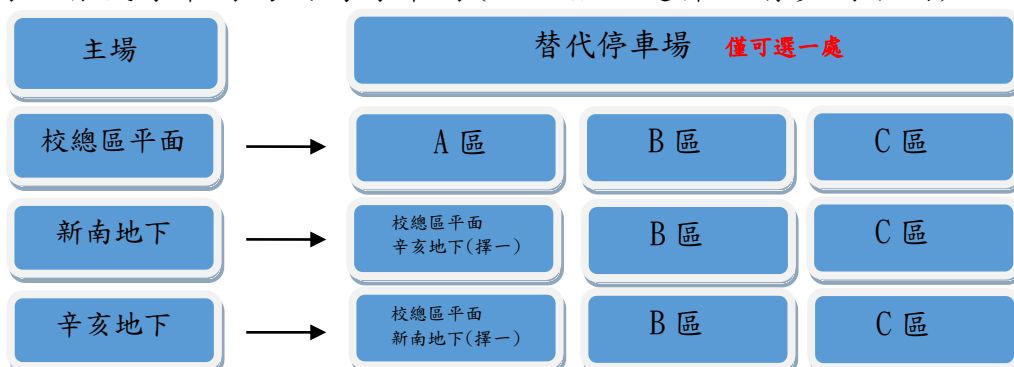 主場
替代停車場 僅可選一處
校總區平面
A 區
B 區
C 區
新南地下
校總區平面
辛亥地下(擇一)
B 區
C 區
辛亥地下
校總區平面
新南地下(擇一)
B 區
C 區